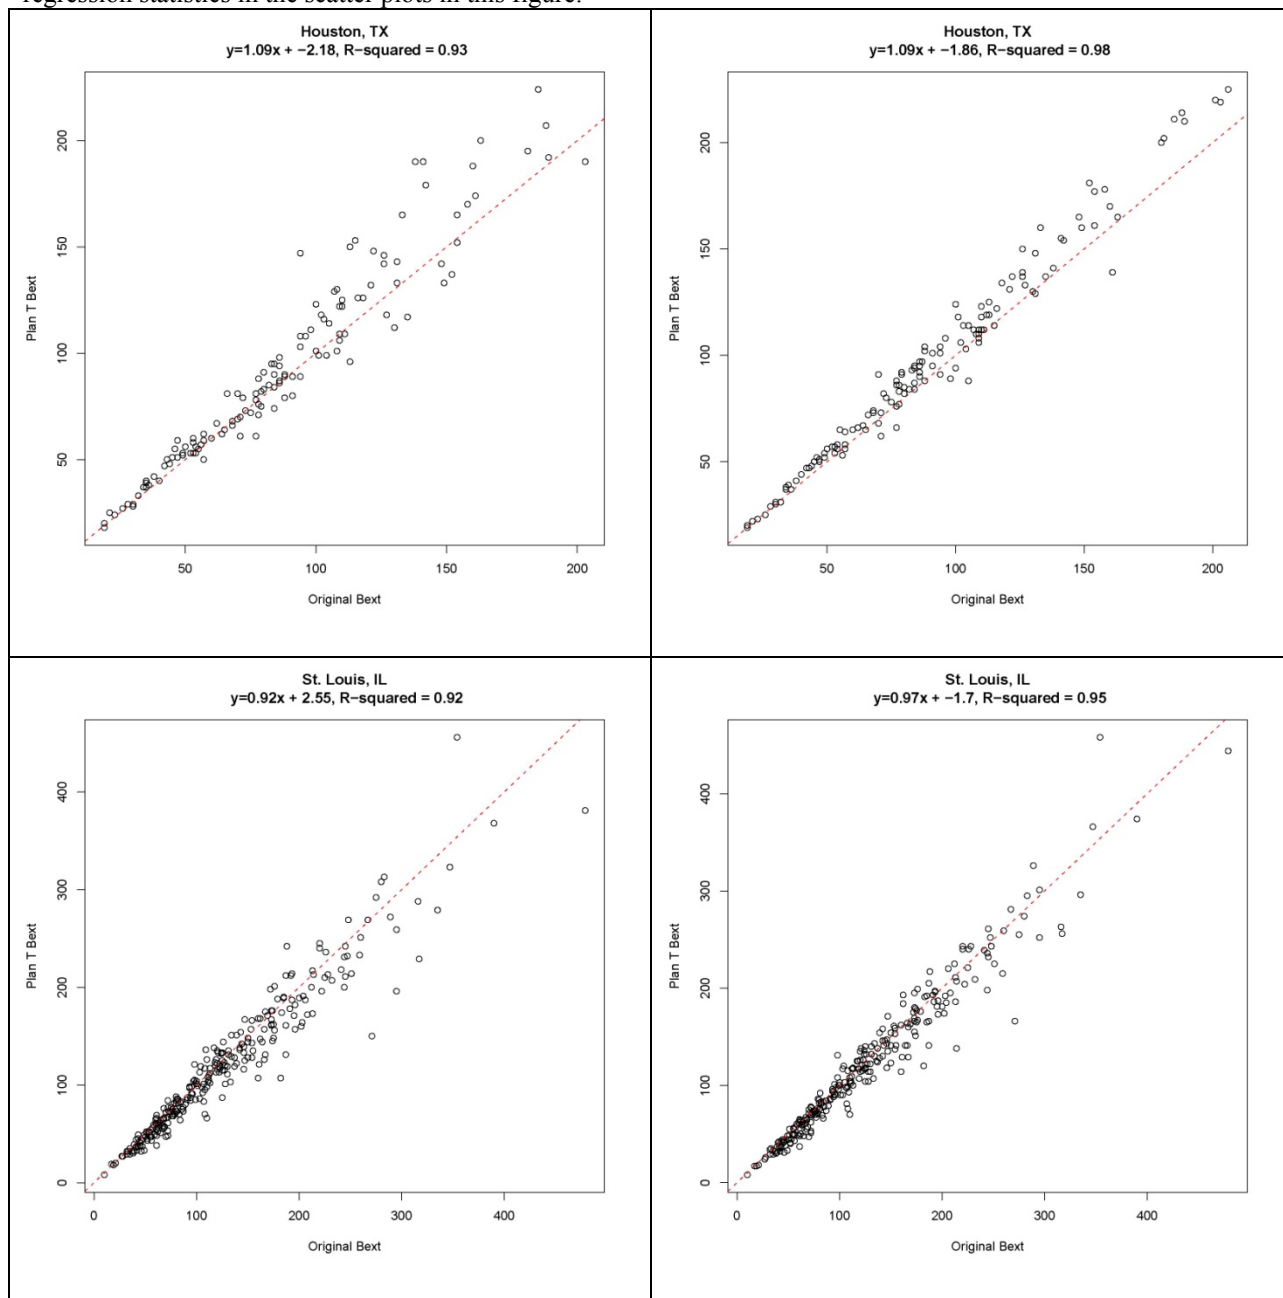 regression statistics in the scatter plots in this figure.
Houston, TX
y=1.09x + −2.18, R−squared = 0.93
200
150
100
50
Plan T Bext
50 100 150 200
Original Bext
Houston, TX
y=1.09x + −1.86, R−squared = 0.98
200
150
100
50
Plan T Bext
50 100 150 200
Original Bext
St. Louis, IL
y=0.92x + 2.55, R−squared = 0.92
400
300
200
100
0
Plan T Bext
0 100 200 300 400
Original Bext
St. Louis, IL
y=0.97x + −1.7, R−squared = 0.95
400
300
200
100
0
Plan T Bext
0 100 200 300 400
Original Bext